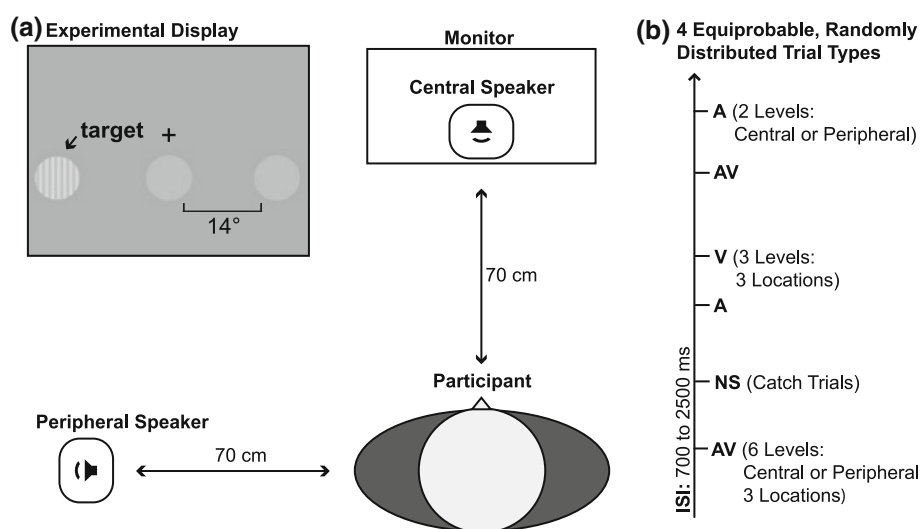 (a) Experimental Display
target
+
14°
Monitor
Central Speaker
70 cm
Participant
Peripheral Speaker
70 cm
(b) 4 Equiprobable, Randomly
Distributed Trial Types
A (2 Levels:
Central or Peripheral)
AV
V (3 Levels:
3 Locations)
A
NS (Catch Trials)
AV (6 Levels:
Central or Peripheral
3 Locations)
ISI: 700 to 2500 ms